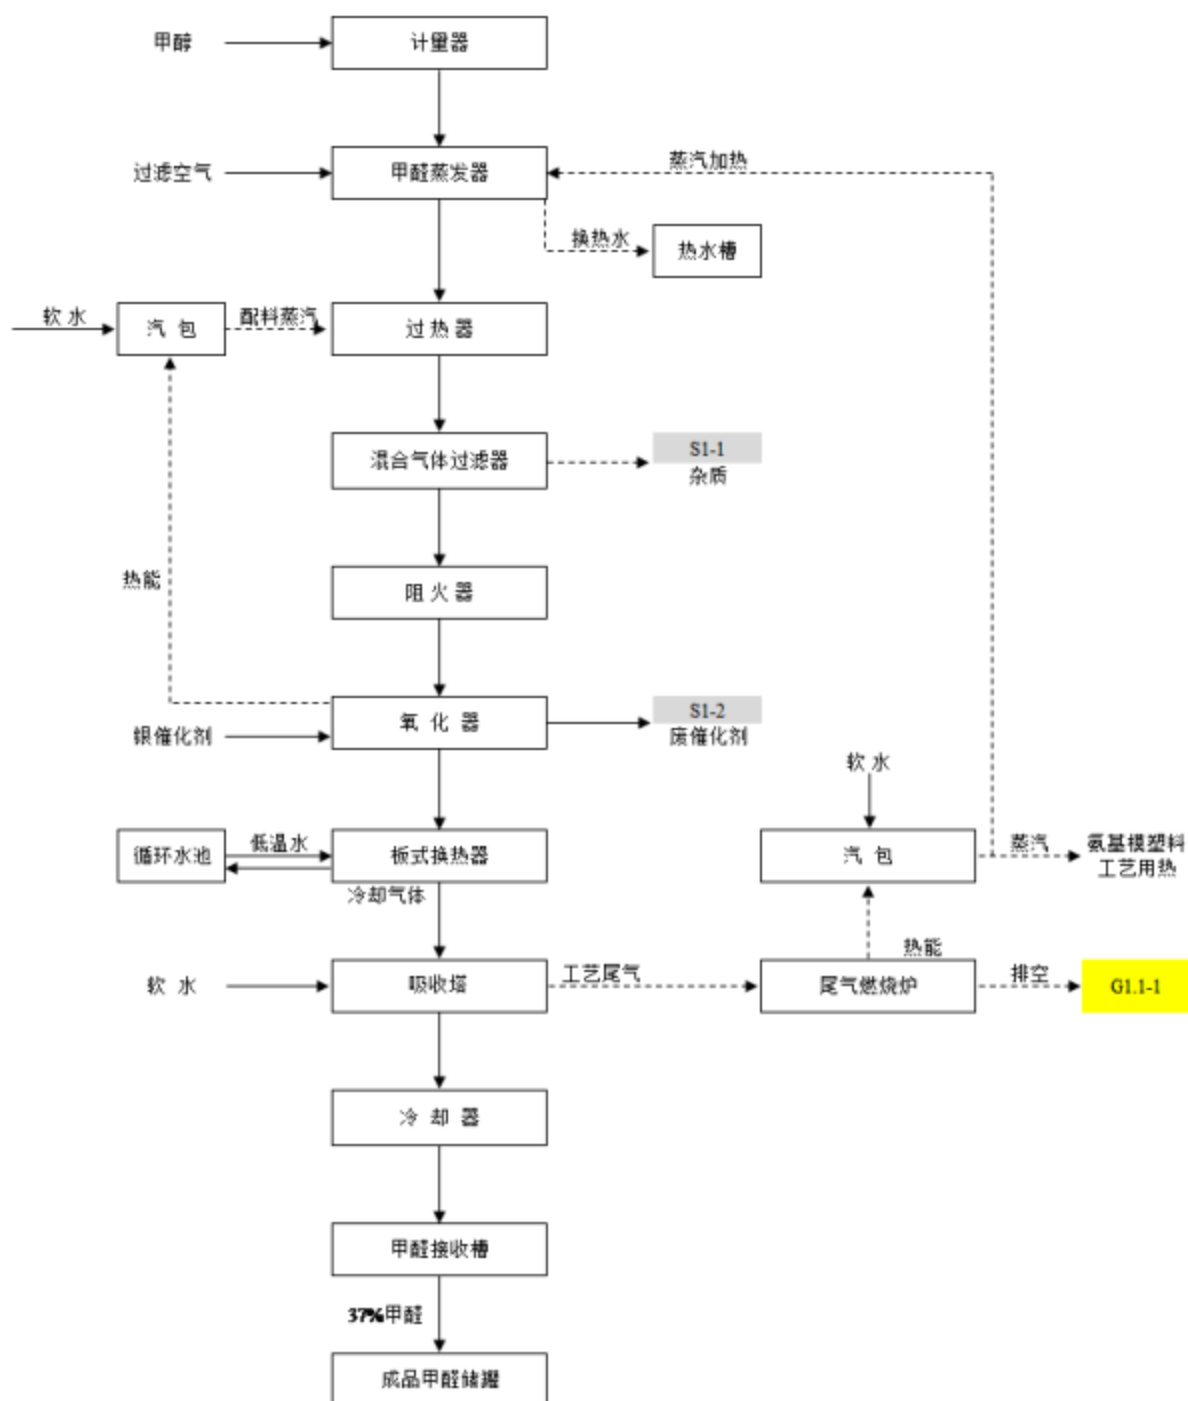 甲醇
计量器
过滤空气
甲醛蒸发器
蒸汽加热
换热水
热水槽
软水
汽包
配料蒸汽
过热器
混合气体过滤器
S1-1
杂质
热能
阻火器
氧化器
S1-2
废催化剂
银催化剂
软水
循环水池
低温水
板式换热器
冷却气体
汽包
蒸汽
氨基模塑料
工艺用热
热能
软水
吸收塔
工艺尾气
尾气燃烧炉
排空
G1.1-1
冷却器
甲醛接收槽
37%甲醛
成品甲醛储罐